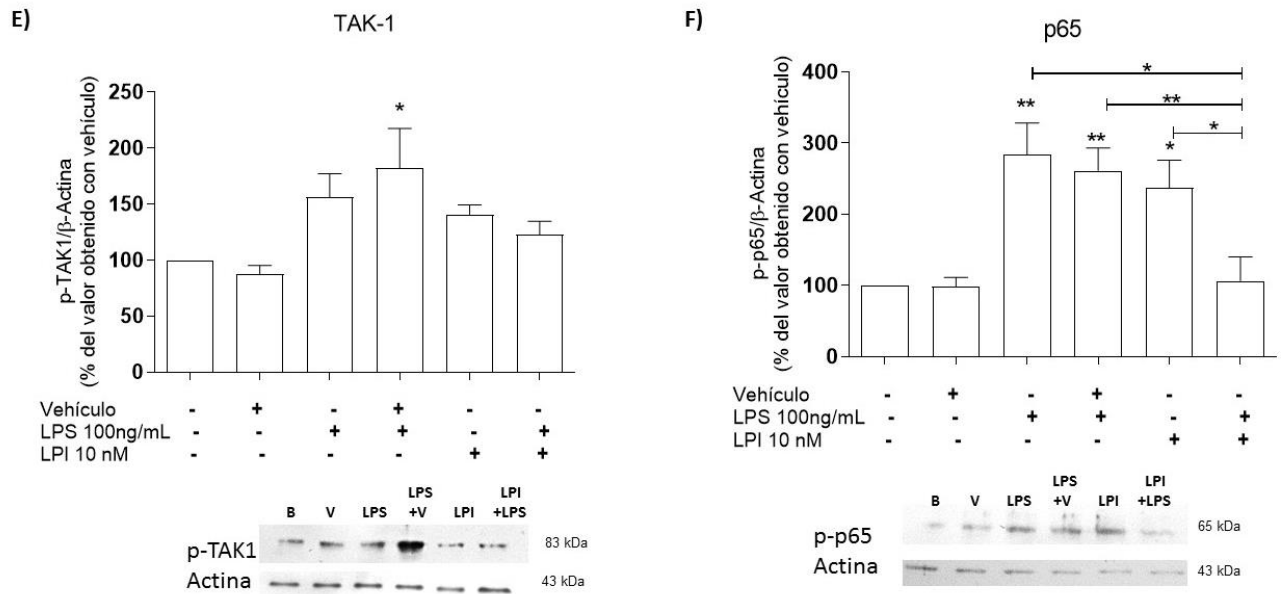 E)
TAK-1
p-TAK1/β-Actina
(% del valor obtenido con vehículo)
250
200
150
100
50
0
*
Vehículo - + - + - -
LPS 100ng/mL - - + + - +
LPI 10 nM - - - - + +
B V LPS LPS +V LPI LPI +LPS
p-TAK1 83 kDa
Actina 43 kDa
F)
p65
p-p65/β-Actina
(% del valor obtenido con vehículo)
400
300
200
100
0
*
**
*
** ** *
Vehículo - + - + - -
LPS 100ng/mL - - + + - +
LPI 10 nM - - - - + +
B V LPS LPS +V LPI LPI +LPS
p-p65 65 kDa
Actina 43 kDa